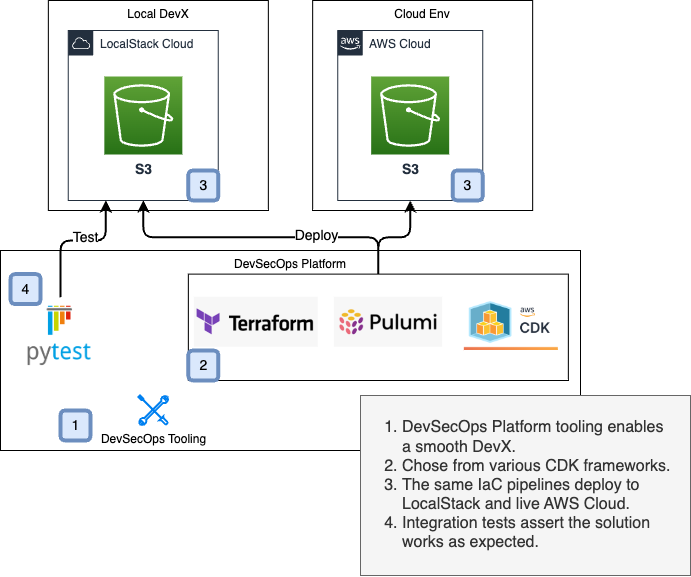 Local DevX
Cloud Env
LocalStack Cloud
aws
AWS Cloud
S3
S3
3
3
Test
Deploy
DevSecOps Platform
4
Terraform
Pulumi
aws
CDK
pytest
2
1
DevSecOps Tooling
1. DevSecOps Platform tooling enables
a smooth DevX.
2. Chose from various CDK frameworks.
3. The same IaC pipelines deploy to
LocalStack and live AWS Cloud.
4. Integration tests assert the solution
works as expected.